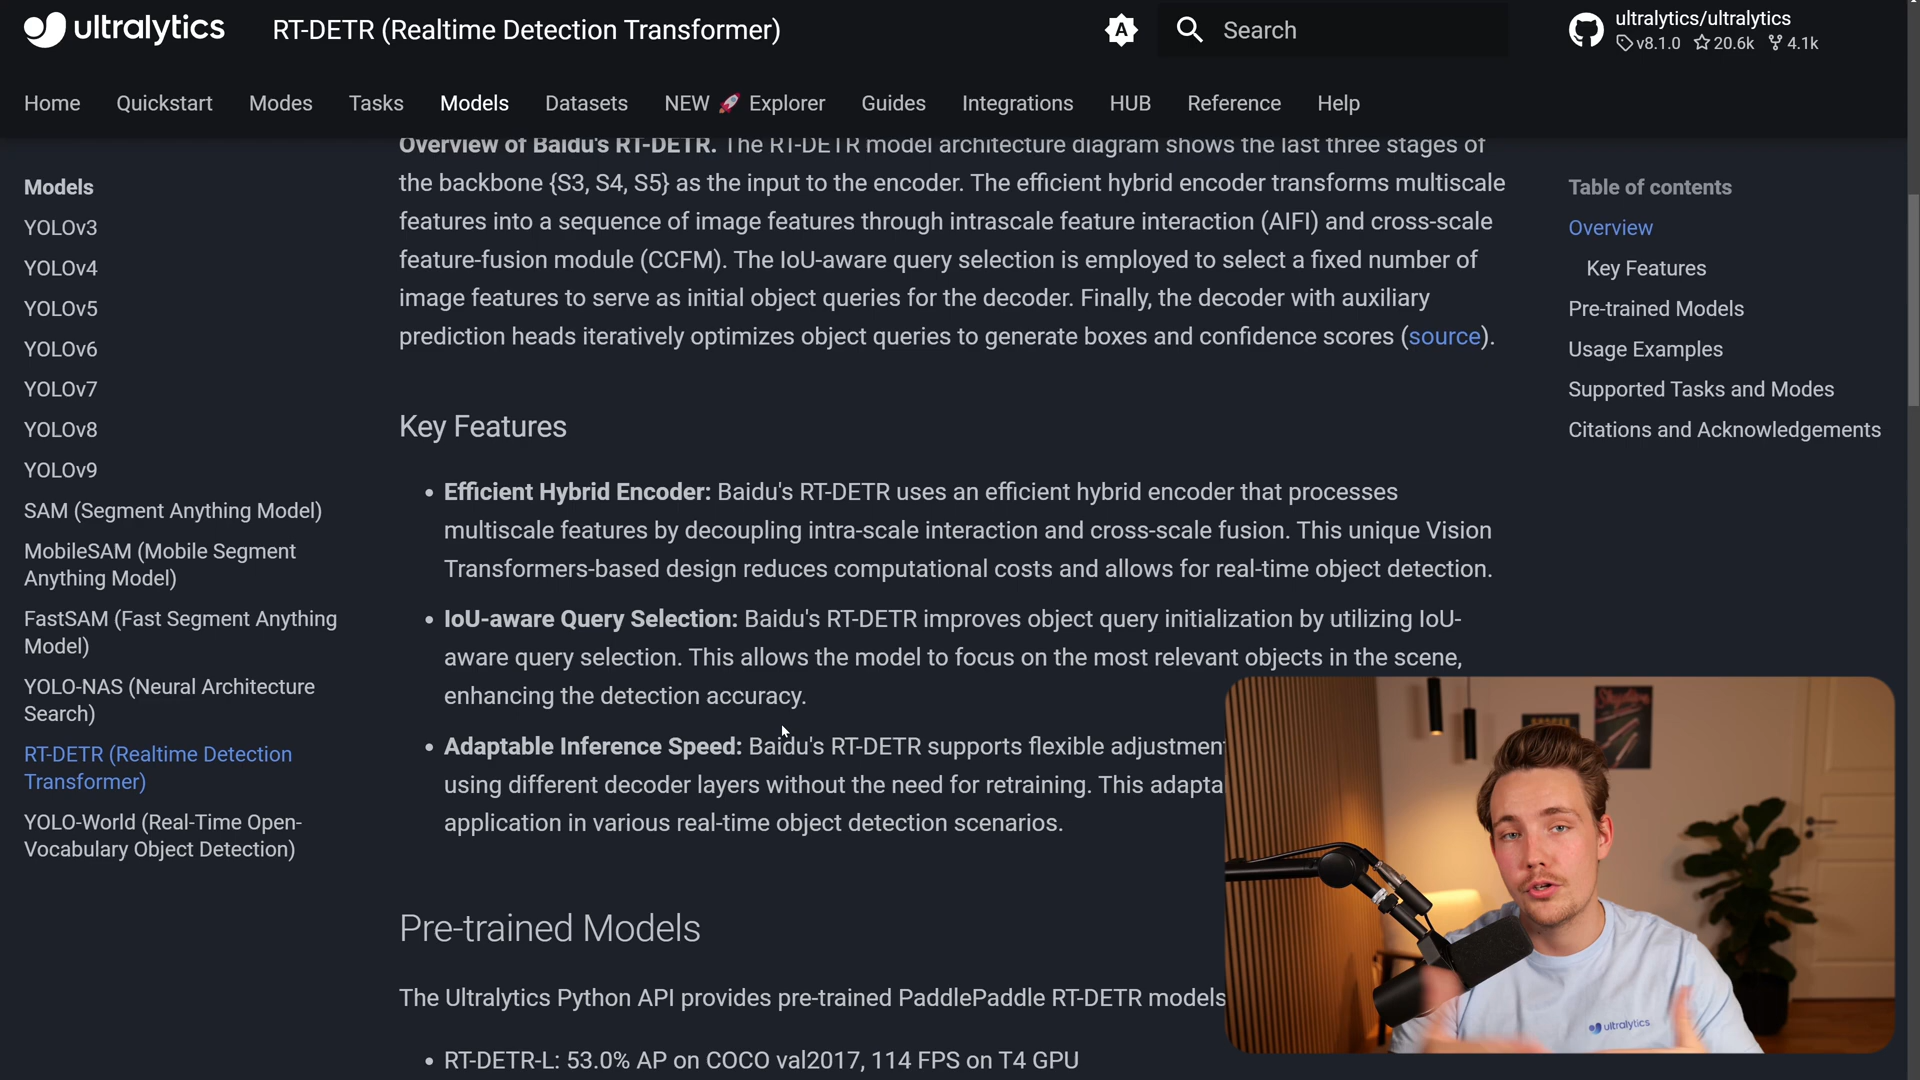 ultralytics
RT-DETR (Realtime Detection Transformer)
A
Search
ultralytics/ultralytics
v8.1.0 20.6k 4.1k
Home Quickstart Modes Tasks Models Datasets NEW 🚀 Explorer Guides Integrations HUB Reference Help
Models
YOLOv3
YOLOv4
YOLOv5
YOLOv6
YOLOv7
YOLOv8
YOLOv9
SAM (Segment Anything Model)
MobileSAM (Mobile Segment
Anything Model)
FastSAM (Fast Segment Anything
Model)
YOLO-NAS (Neural Architecture
Search)
RT-DETR (Realtime Detection
Transformer)
YOLO-World (Real-Time Open-
Vocabulary Object Detection)
Overview of Baidu's RT-DETR. The RT-DETR model architecture diagram shows the last three stages of
the backbone {S3, S4, S5} as the input to the encoder. The efficient hybrid encoder transforms multiscale
features into a sequence of image features through intrascale feature interaction (AIFI) and cross-scale
feature-fusion module (CCFM). The IoU-aware query selection is employed to select a fixed number of
image features to serve as initial object queries for the decoder. Finally, the decoder with auxiliary
prediction heads iteratively optimizes object queries to generate boxes and confidence scores (source).
Key Features
• Efficient Hybrid Encoder: Baidu's RT-DETR uses an efficient hybrid encoder that processes
multiscale features by decoupling intra-scale interaction and cross-scale fusion. This unique Vision
Transformers-based design reduces computational costs and allows for real-time object detection.
• IoU-aware Query Selection: Baidu's RT-DETR improves object query initialization by utilizing IoU-
aware query selection. This allows the model to focus on the most relevant objects in the scene,
enhancing the detection accuracy.
• Adaptable Inference Speed: Baidu's RT-DETR supports flexible adjustment
using different decoder layers without the need for retraining. This adapta
application in various real-time object detection scenarios.
Pre-trained Models
The Ultralytics Python API provides pre-trained PaddlePaddle RT-DETR models
• RT-DETR-L: 53.0% AP on COCO val2017, 114 FPS on T4 GPU
Table of contents
Overview
Key Features
Pre-trained Models
Usage Examples
Supported Tasks and Modes
Citations and Acknowledgements
ultralytics